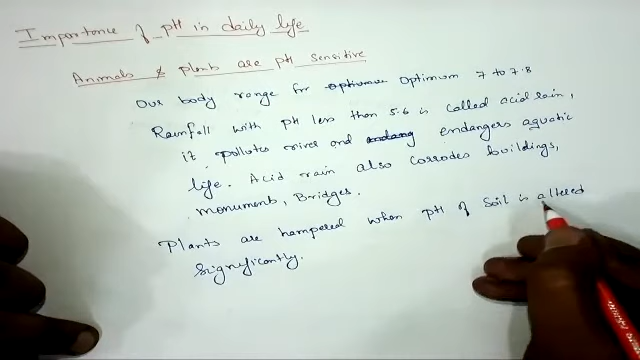 Importance of pH in daily life
Animals & plants are pH sensitive
Our body range for Optimum 7 to 7.8
Rainfall with pH less than 5.6 is called acid rain,
it pollutes river and endangers aquatic
life. Acid rain also corrodes buildings,
monument, Bridges.
Plants are hampered when pH of Soil is altered
significantly.